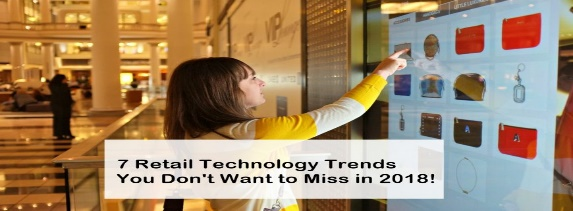 7 Retail Technology Trends
You Don't Want to Miss in 2018!